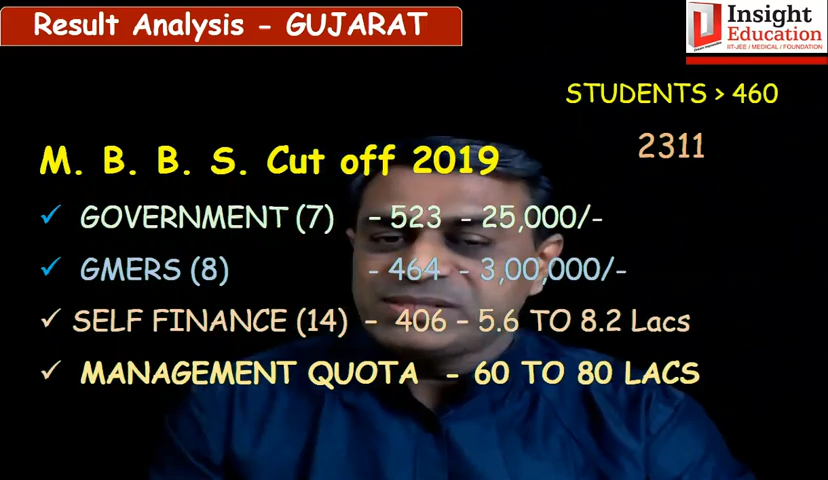 Result Analysis - GUJARAT
Insight
Education
IIT-JEE / MEDICAL / FOUNDATION
STUDENTS > 460
2311
M. B. B. S. Cut off 2019
✓ GOVERNMENT (7) - 523 - 25,000/-
✓ GMERS (8) - 464 - 3,00,000/-
✓ SELF FINANCE (14) - 406 - 5.6 TO 8.2 Lacs
✓ MANAGEMENT QUOTA - 60 TO 80 LACS